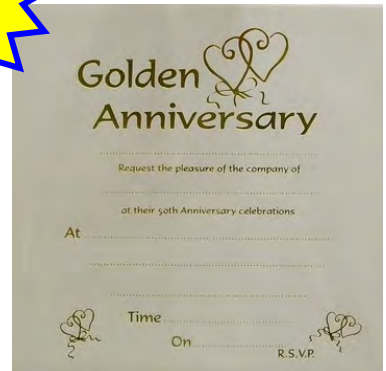 Golden
Anniversary
Request the pleasure of the company of
at their 50th Anniversary celebrations
At
Time
On
R.S.V.P.